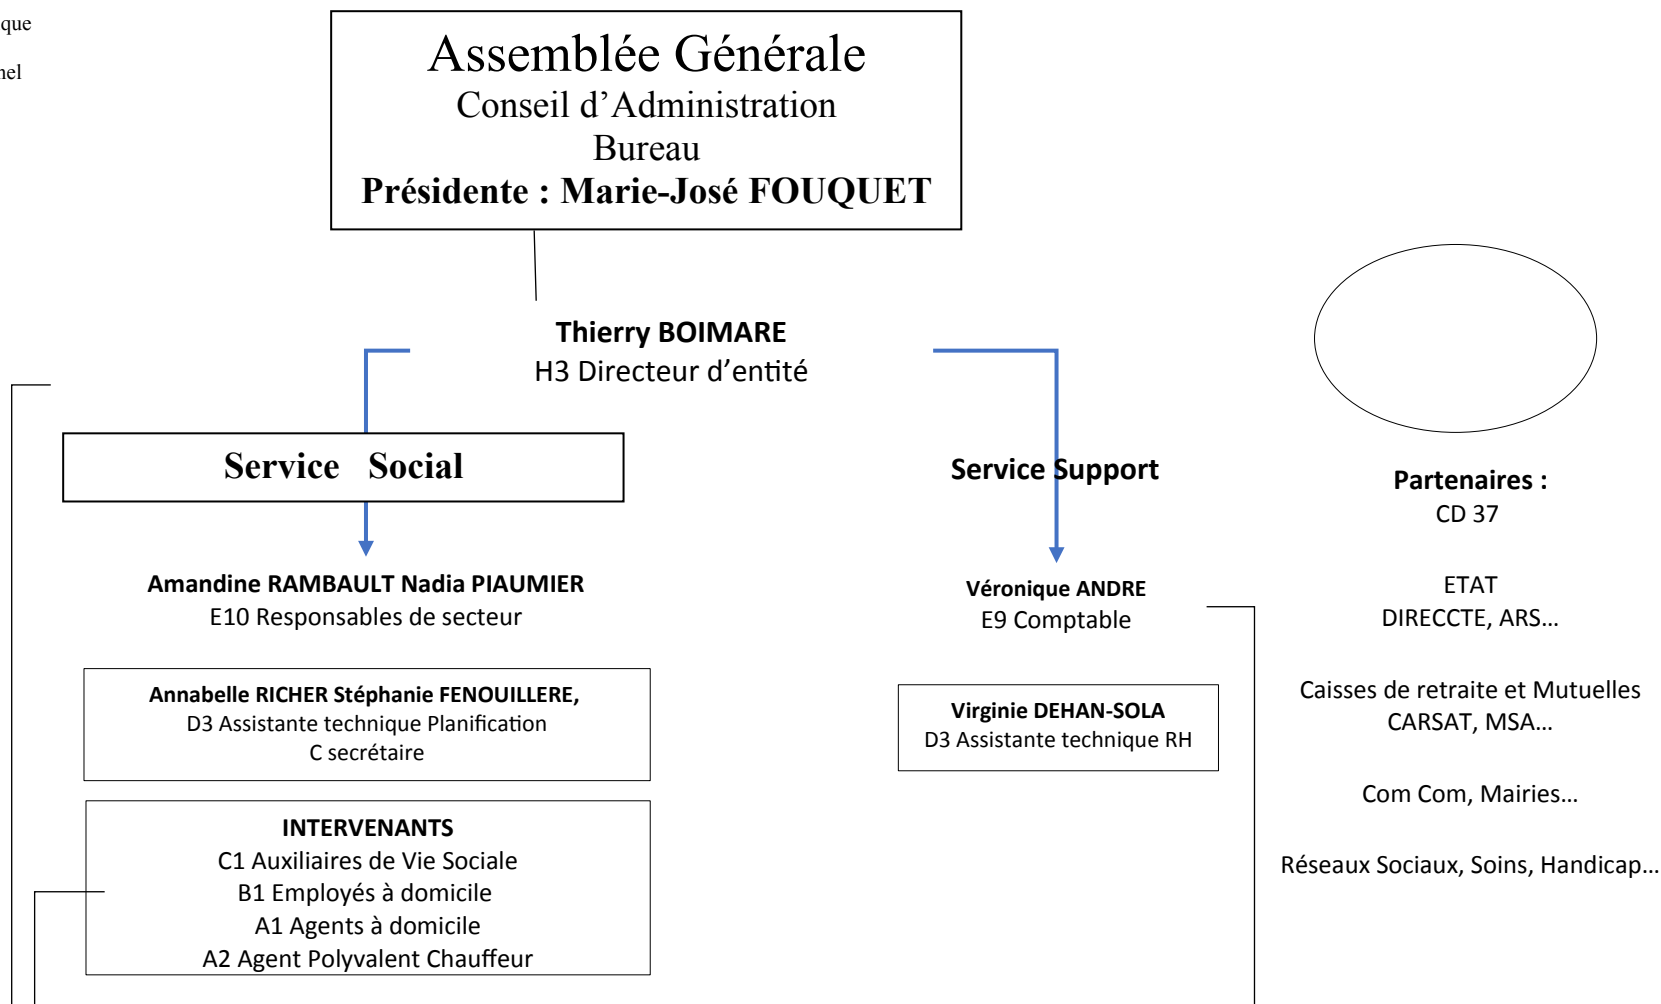 que
nel
Assemblée Générale
Conseil d’Administration
Bureau
Présidente : Marie-José FOUQUET
Thierry BOIMARE
H3 Directeur d’entité
Service Social
Amandine RAMBAULT Nadia PIAUMIER
E10 Responsables de secteur
Annabelle RICHER Stéphanie FENOUILLERE,
D3 Assistante technique Planification
C secrétaire
INTERVENANTS
C1 Auxiliaires de Vie Sociale
B1 Employés à domicile
A1 Agents à domicile
A2 Agent Polyvalent Chauffeur
Service Support
Véronique ANDRE
E9 Comptable
Virginie DEHAN-SOLA
D3 Assistante technique RH
Partenaires :
CD 37
ETAT
DIRECCTE, ARS…
Caisses de retraite et Mutuelles
CARSAT, MSA…
Com Com, Mairies…
Réseaux Sociaux, Soins, Handicap…